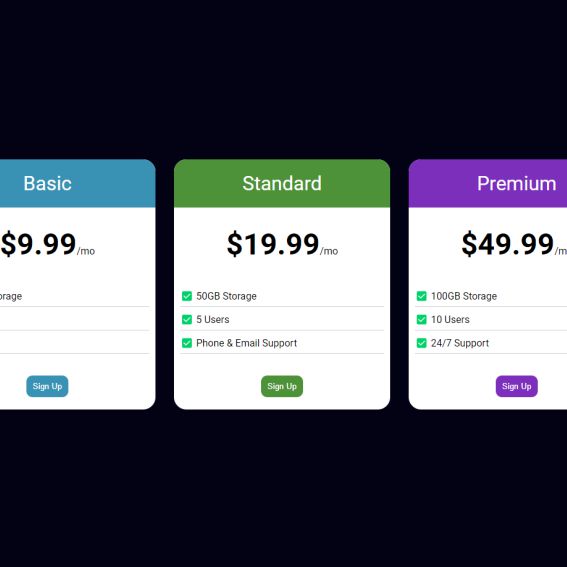 Basic
$9.99/mo
Sign Up
Standard
$19.99/mo
50GB Storage
5 Users
Phone & Email Support
Sign Up
Premium
$49.99
100GB Storage
10 Users
24/7 Support
Sign Up